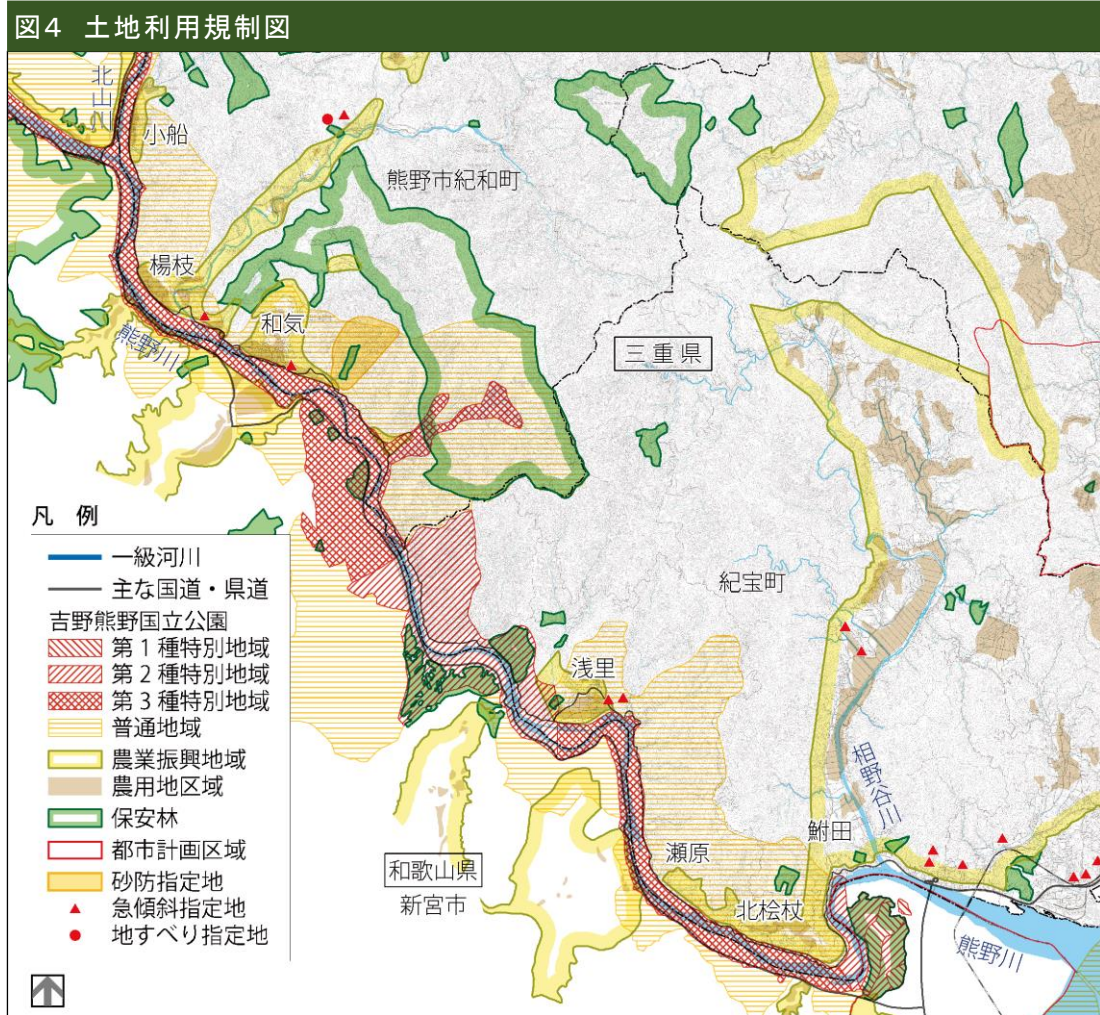 図4 土地利用規制図
北山川
小船
熊野市紀和町
楊枝
熊野川
和気
三重県
凡 例
一級河川
主な国道・県道
吉野熊野国立公園
第1種特別地域
第2種特別地域
第3種特別地域
普通地域
農業振興地域
農用地区域
保安林
都市計画区域
砂防指定地
急傾斜指定地
地すべり指定地
紀宝町
浅里
相野谷川
鮒田
瀬原
和歌山県
新宮市
北桧杖
熊野川